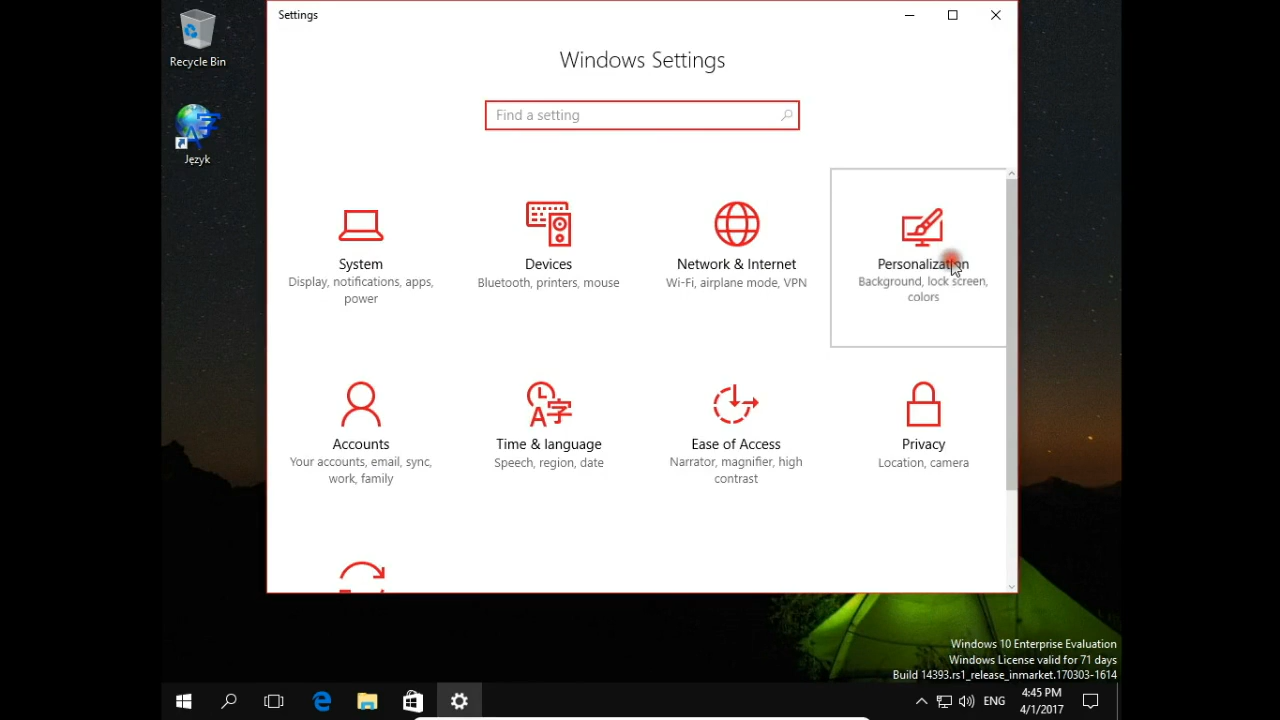 Settings
Windows Settings
Find a setting
Recycle Bin
Język
System
Display, notifications, apps,
power
Devices
Bluetooth, printers, mouse
Network & Internet
Wi-Fi, airplane mode, VPN
Personalization
Background, lock screen,
colors
Accounts
Your accounts, email, sync,
work, family
Time & language
Speech, region, date
Ease of Access
Narrator, magnifier, high
contrast
Privacy
Location, camera
Windows 10 Enterprise Evaluation
Windows License valid for 71 days
Build 14393.rs1_release_inmarket.170303-1614
ENG
4:45 PM
4/1/2017